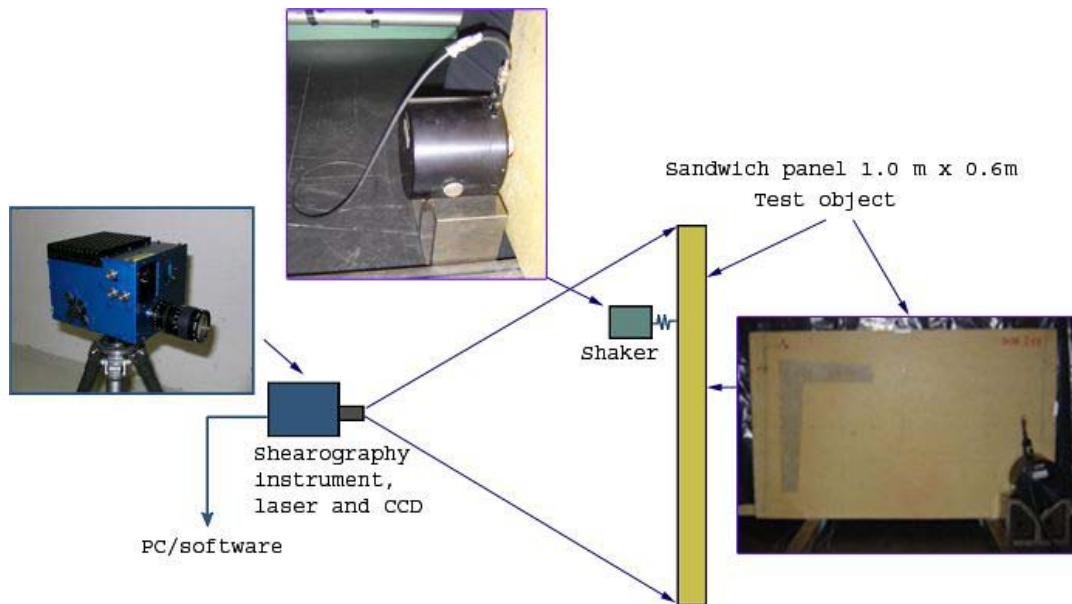 Sandwich panel 1.0 m x 0.6m
Test object
Shaker
Shearography
instrument,
laser and CCD
PC/software